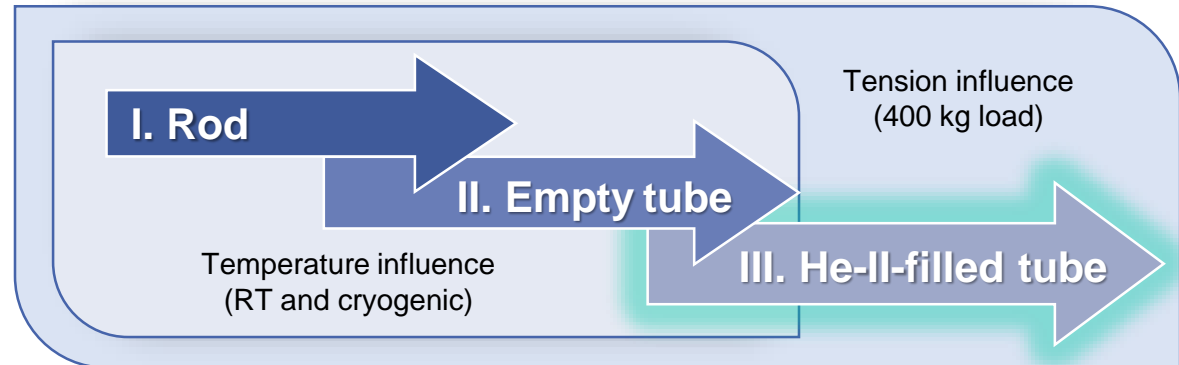 Tension influence
(400 kg load)
I. Rod
II. Empty tube
III. He-II-filled tube
Temperature influence
(RT and cryogenic)